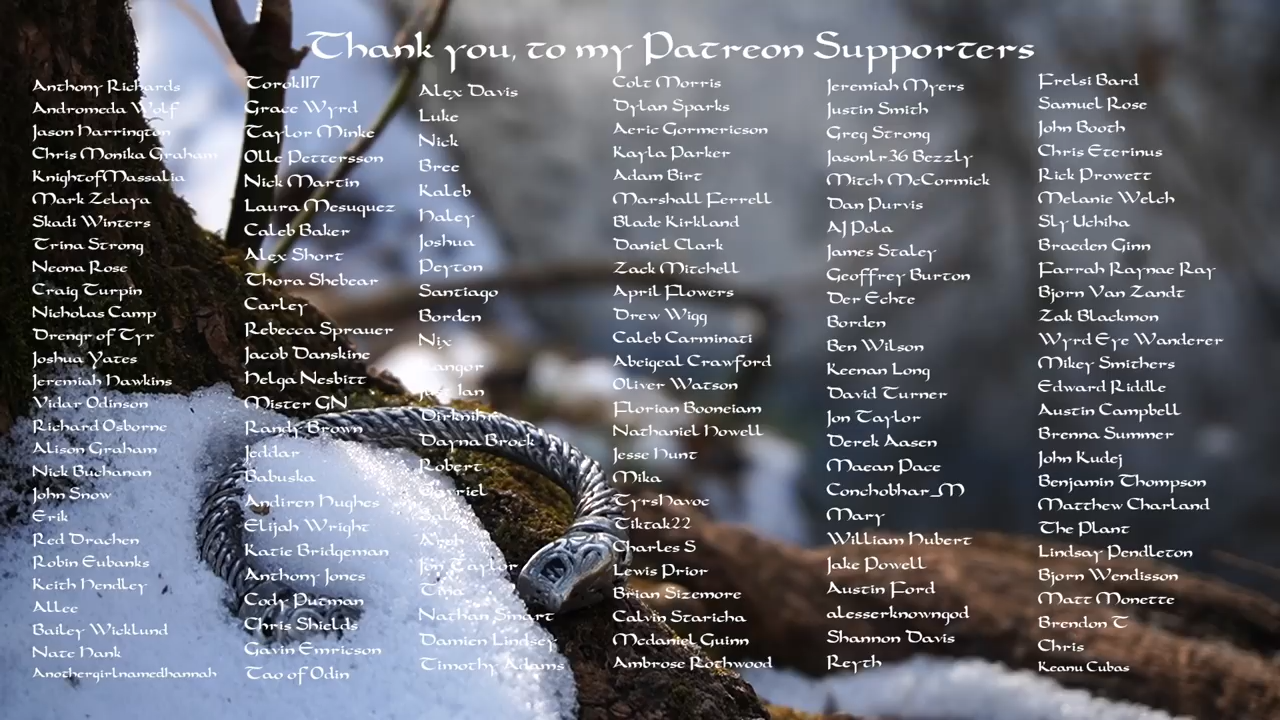 Thank you, to my Patreon Supporters
Anthony Richards
Andromeda Wolf
Jason Harrington
Chris Monika Graham
KnightofMassalia
Mark Zelaya
Skadi Winters
Trina Strong
Neona Rose
Craig Turpin
Nicholas Camp
Drengr of Tyr
Joshua Yates
Jeremiah Hawkins
Vidar Odinson
Richard Osborne
Alison Graham
Nick Buchanan
John Snow
Erik
Red Drachen
Robin Eubanks
Keith Hendley
Allee
Bailey Wicklund
Nate Hank
Anothergirlnamedhannah
Torok117
Grace Wyrd
Taylor Minke
Olle Pettersson
Nick Martin
Laura Mesuquez
Caleb Baker
Alex Short
Thora Shebear
Carley
Rebecca Sprauer
Jacob Danskine
Helga Nesbitt
Mister GN
Randy Brown
Jeddar
Babuska
Andiren Hughes
Elijah Wright
Katie Bridgeman
Anthony Jones
Cody Putman
Chris Shields
Gavin Emricson
Tao of Odin
Alex Davis
Luke
Nick
Bree
Kaleb
Haley
Joshua
Peyton
Santiago
Borden
Nix
Ian
Dayna Brock
Robert
Jon Taylor
Tina
Nathan Smart
Damien Lindsey
Timothy Adams
Colt Morris
Dylan Sparks
Aeric Gormericson
Kayla Parker
Adam Birt
Marshall Ferrell
Blade Kirkland
Daniel Clark
Zack Mitchell
April Flowers
Drew Wigg
Caleb Carminati
Abeigeal Crawford
Oliver Watson
Florian Booneiam
Nathaniel Howell
Jesse Hunt
Mika
TyrsHavoc
Tiktak22
Charles S
Lewis Prior
Brian Sizemore
Calvin Staricha
Mcdaniel Guinn
Ambrose Rothwood
Jeremiah Myers
Justin Smith
Greg Strong
Jasonlr36 Bezzly
Mitch McCormick
Dan Purvis
AJ Pola
James Staley
Geoffrey Burton
Der Echte
Borden
Ben Wilson
Keenan Long
David Turner
Jon Taylor
Derek Aasen
Maean Pace
Conchobhar_M
Mary
William Hubert
Jake Powell
Austin Ford
alesserknowngod
Shannon Davis
Reyth
Frelsi Bard
Samuel Rose
John Booth
Chris Eterinus
Rick Prowett
Melanie Welch
Sly Uchiha
Braeden Ginn
Farrah Raynae Ray
Bjorn Van Zandt
Zak Blackmon
Wyrd Eye Wanderer
Mikey Smithers
Edward Riddle
Austin Campbell
Brenna Summer
John Kudej
Benjamin Thompson
Matthew Charland
The Plant
Lindsay Pendleton
Bjorn Wendisson
Matt Monette
Brendon T
Chris
Keanu Cubas